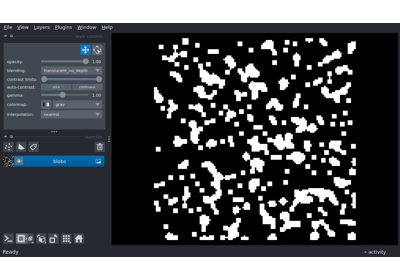 File View Layers Plugins Window Help
opacity: 1.00
blending: translucent_no_depth
contrast limits:
auto-contrast: once continuous
gamma: 1.00
colormap: gray
interpolation: nearest
blobs
Ready
activity